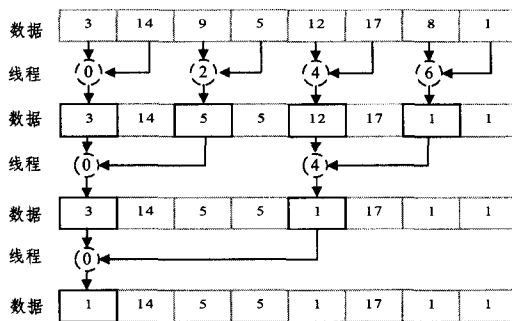 数据 3 14 9 5 12 17 8 1
线程 0 2 4 6
数据 3 14 5 5 12 17 1 1
线程 0 4
数据 3 14 5 5 1 17 1 1
线程 0
数据 1 14 5 5 1 17 1 1